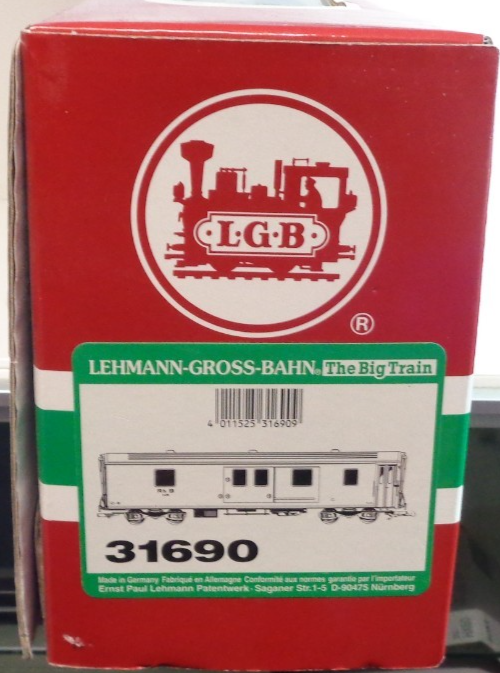 L·G·B
®
LEHMANN-GROSS-BAHN® The Big Train
4 011525 316909
31690
Made in Germany Fabriqué en Allemagne Conformité aux normes garantie par l'importateur
Ernst Paul Lehmann Patentwerk · Saganer Str.1-5 D-90475 Nürnberg